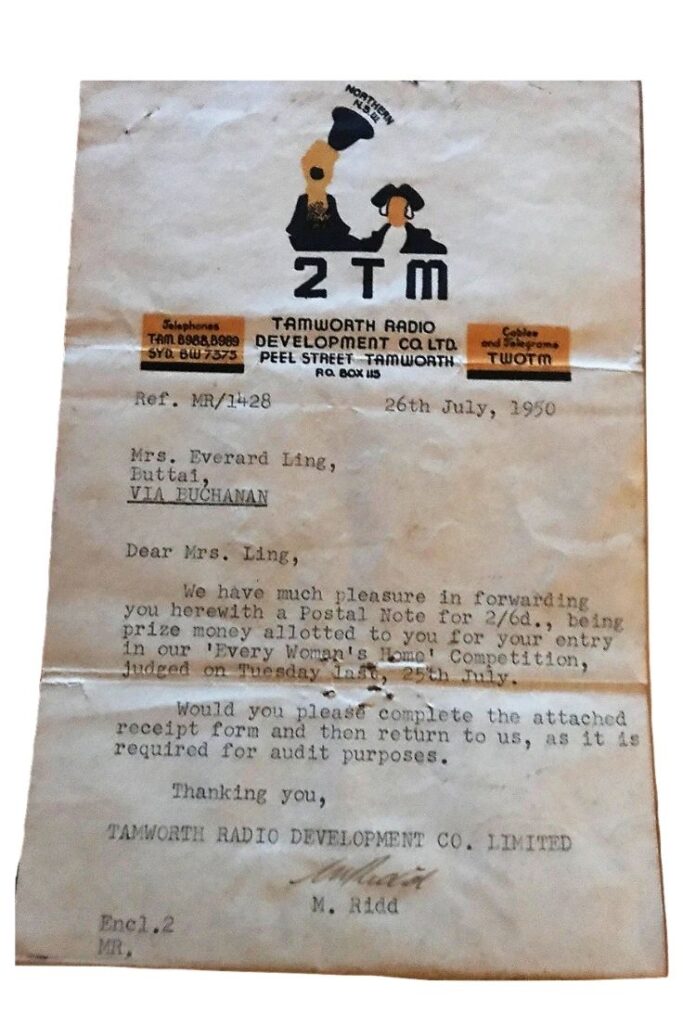 NORTHERN
N.S.W.
2TM
Telephones
TAM. B988, B989
SYD. BW 7375
TAMWORTH RADIO
DEVELOPMENT CO. LTD.
PEEL STREET TAMWORTH
P.O. BOX 115
Cables
and Telegrams
TWOTM
Ref. MR/1428
26th July, 1950
Mrs. Everard Ling,
Buttai,
VIA BUCHANAN
Dear Mrs. Ling,
We have much pleasure in forwarding
you herewith a Postal Note for 2/6d., being
prize money allotted to you for your entry
in our 'Every Woman's Home' Competition,
judged on Tuesday last, 25th July.
Would you please complete the attached
receipt form and then return to us, as it is
required for audit purposes.
Thanking you,
TAMWORTH RADIO DEVELOPMENT CO. LIMITED
M. Ridd
Encl.2
MR.